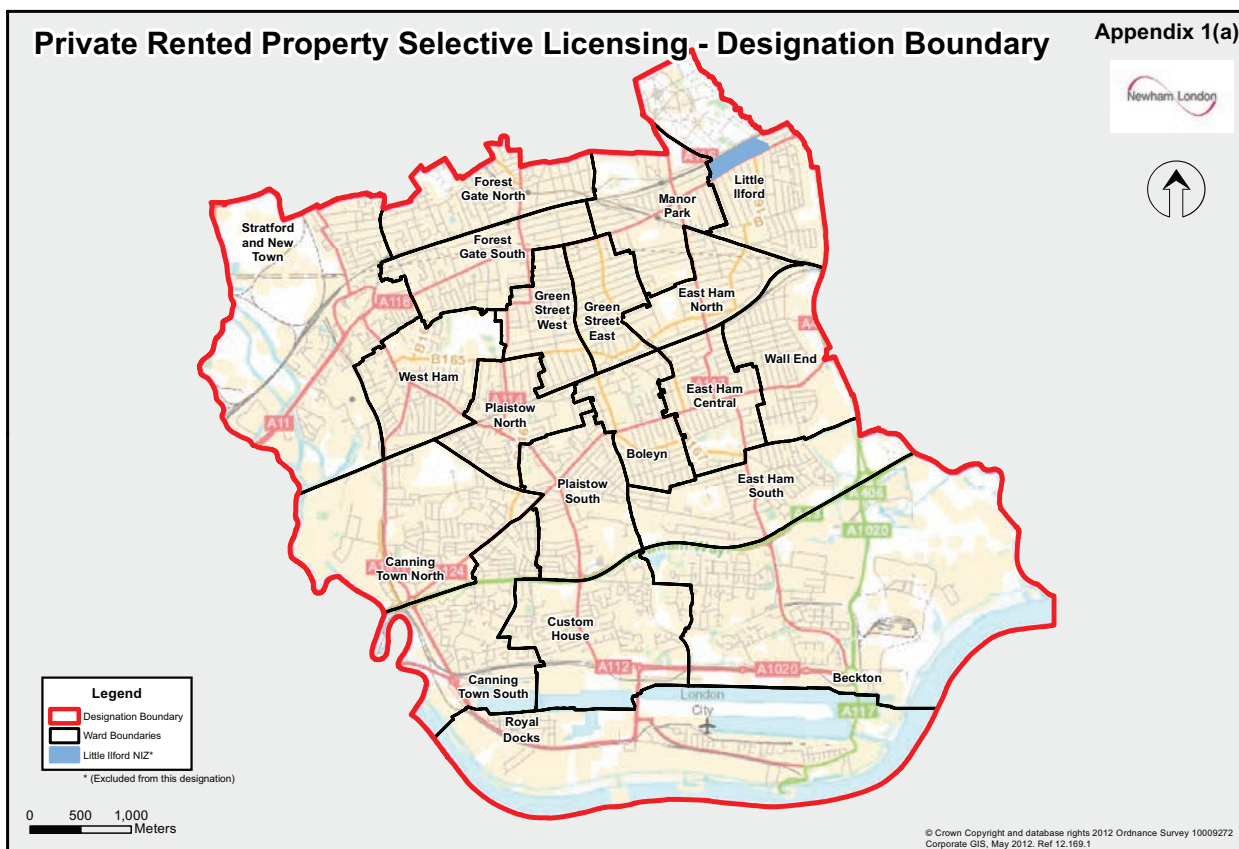 Private Rented Property Selective Licensing - Designation Boundary
Appendix 1(a)
Newham London
Forest
Gate North
Little
Ilford
Manor
Park
Stratford
and New
Town
Forest
Gate South
A118
Green
Street
West
Green
Street
East
East Ham
North
B165
Wall End
West Ham
East Ham
Central
Plaistow
North
A11
Boleyn
Plaistow
South
East Ham
South
A406
A1020
Canning
Town North
Custom
House
A112
A1020
Beckton
Canning
Town South
London
City
A117
Royal
Docks
Legend
Designation Boundary
Ward Boundaries
Little Ilford NIZ*
* (Excluded from this designation)
0 500 1,000
Meters
© Crown Copyright and database rights 2012 Ordnance Survey 10009272
Corporate GIS, May 2012. Ref 12.169.1